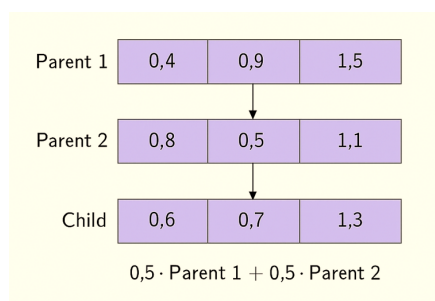 Parent 1 0,4 0,9 1,5
Parent 2 0,8 0,5 1,1
Child 0,6 0,7 1,3
0,5 · Parent 1 + 0,5 · Parent 2